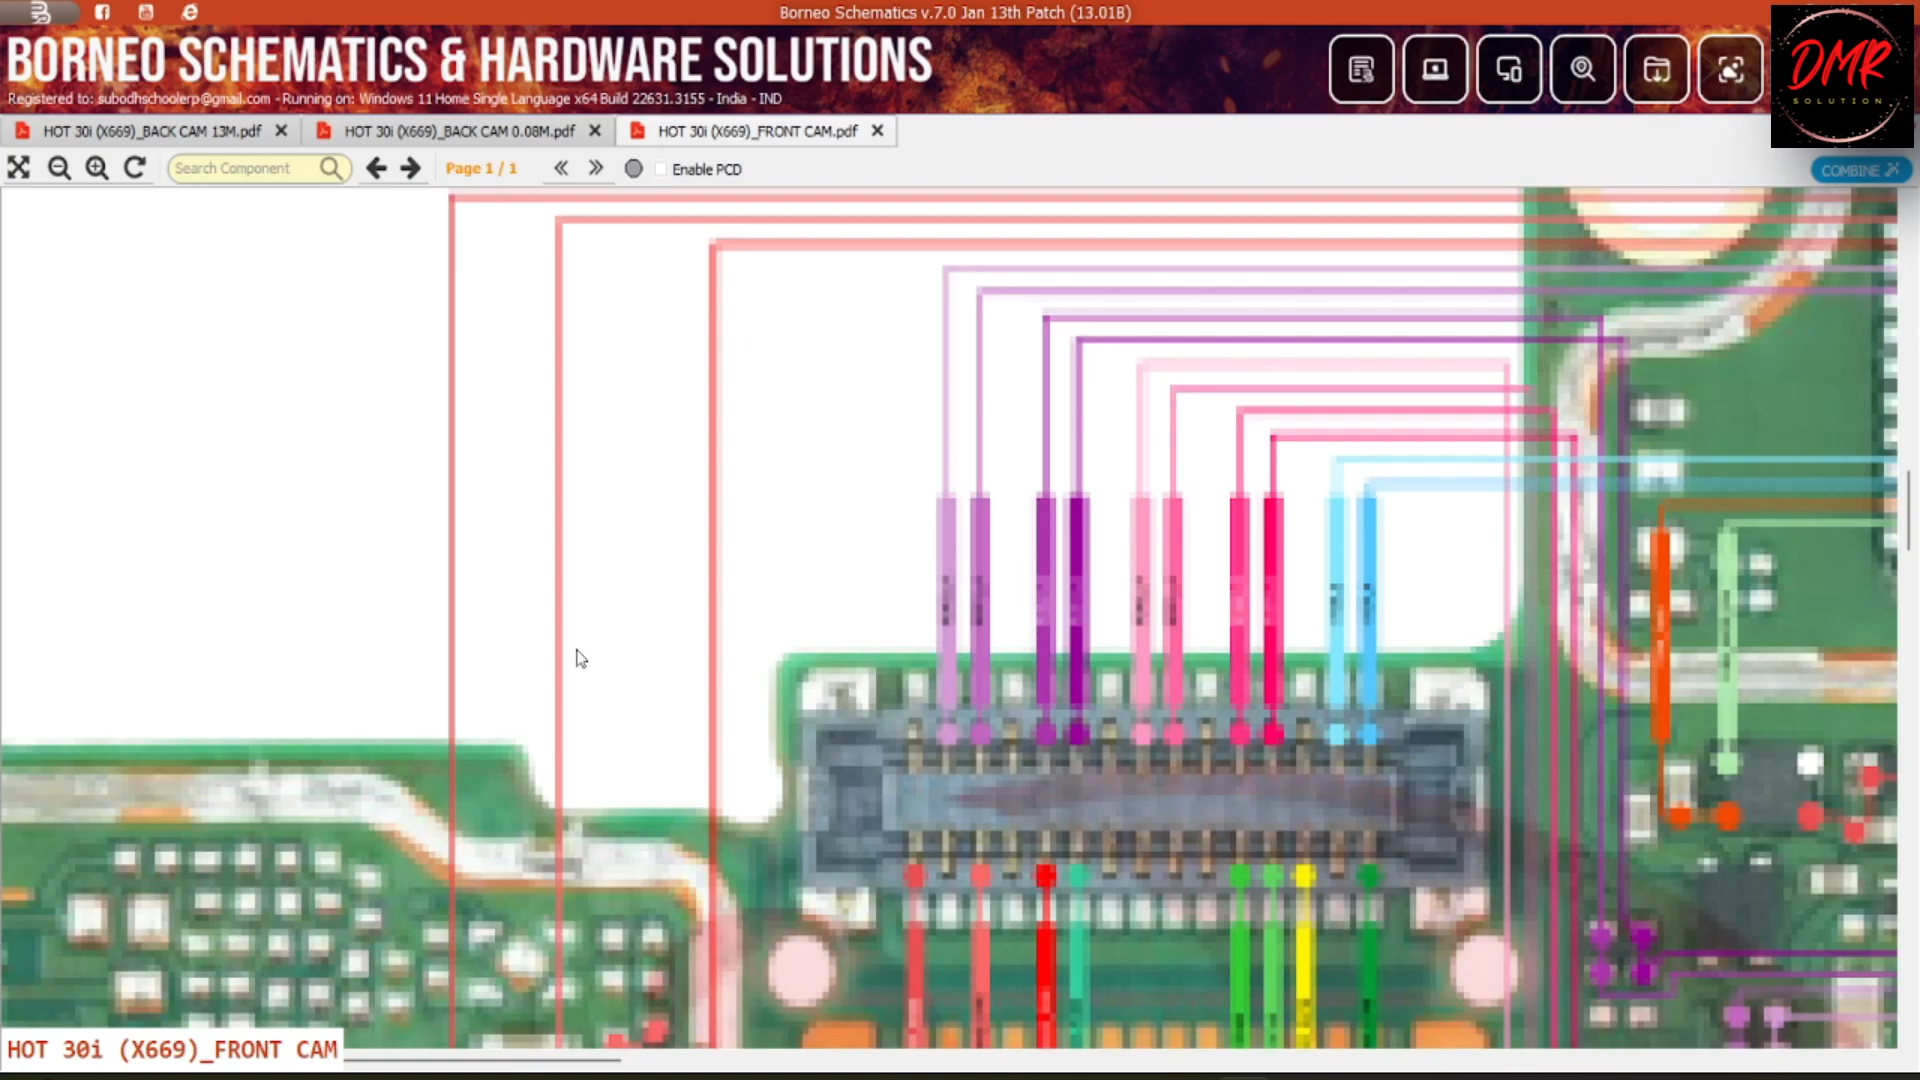 Borneo Schematics v.7.0 Jan 13th Patch (13.01B)
BORNEO SCHEMATICS & HARDWARE SOLUTIONS
Registered to: subodhschoolerp@gmail.com - Running on: Windows 11 Home Single Language x64 Build 22631.3155 - India - IND
DMR
SOLUTION
HOT 30i (X669)_BACK CAM 13M.pdf
HOT 30i (X669)_BACK CAM 0.08M.pdf
HOT 30i (X669)_FRONT CAM.pdf
Search Component
Page 1 / 1
Enable PCD
COMBINE
HOT 30i (X669)_FRONT CAM